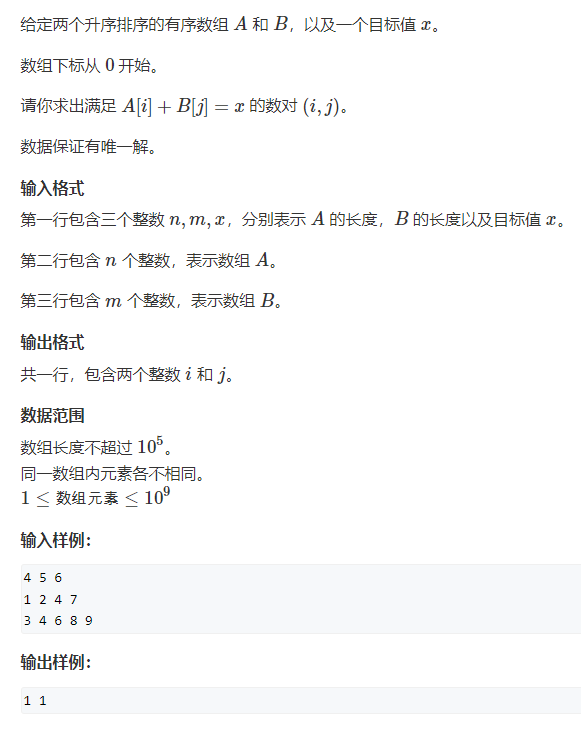 给定两个升序排序的有序数组 A 和 B，以及一个目标值 x。
数组下标从 0 开始。
请你求出满足 A[i] + B[j] = x 的数对 (i, j)。
数据保证有唯一解。
输入格式
第一行包含三个整数 n, m, x，分别表示 A 的长度，B 的长度以及目标值 x。
第二行包含 n 个整数，表示数组 A。
第三行包含 m 个整数，表示数组 B。
输出格式
共一行，包含两个整数 i 和 j。
数据范围
数组长度不超过 10⁵。
同一数组内元素各不相同。
1 ≤ 数组元素 ≤ 10⁹
输入样例：
4 5 6
1 2 4 7
3 4 6 8 9
输出样例：
1 1